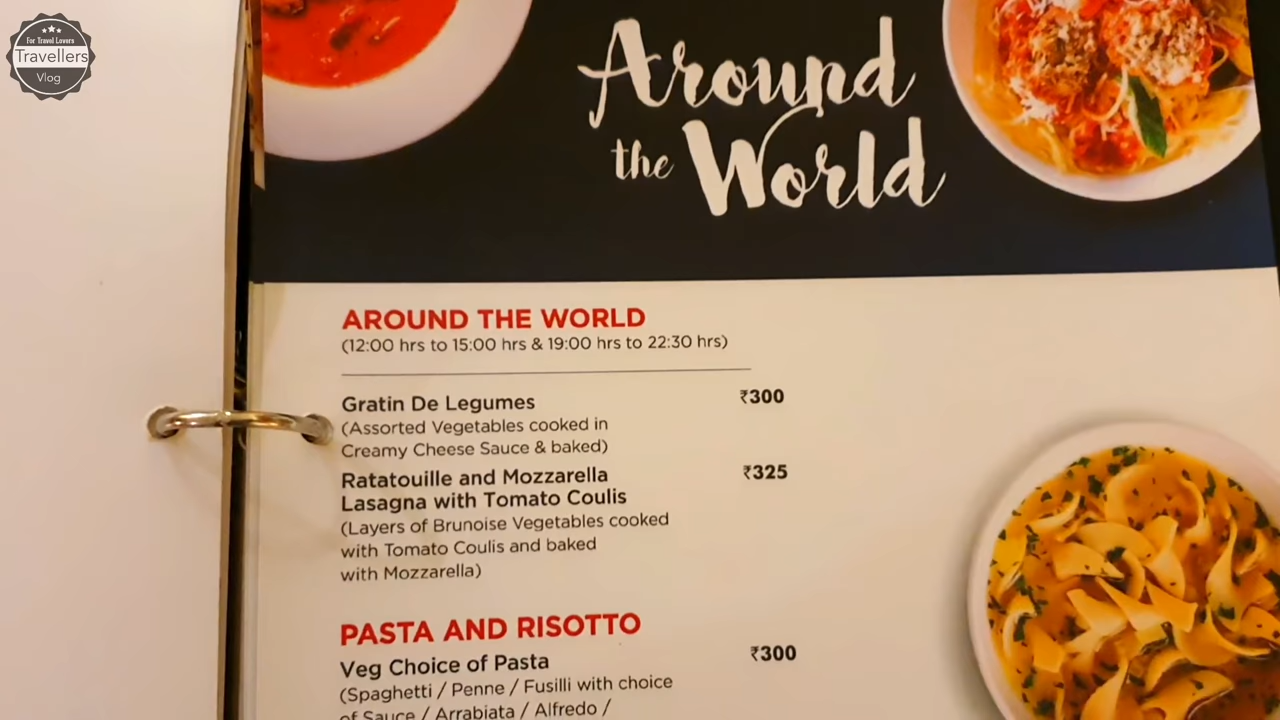 For Travel Lovers
Travellers
Vlog
Around
the World
AROUND THE WORLD
(12:00 hrs to 15:00 hrs & 19:00 hrs to 22:30 hrs)
Gratin De Legumes ₹300
(Assorted Vegetables cooked in
Creamy Cheese Sauce & baked)
Ratatouille and Mozzarella ₹325
Lasagna with Tomato Coulis
(Layers of Brunoise Vegetables cooked
with Tomato Coulis and baked
with Mozzarella)
PASTA AND RISOTTO
Veg Choice of Pasta ₹300
(Spaghetti / Penne / Fusilli with choice
of Sauce / Arrabiata / Alfredo /